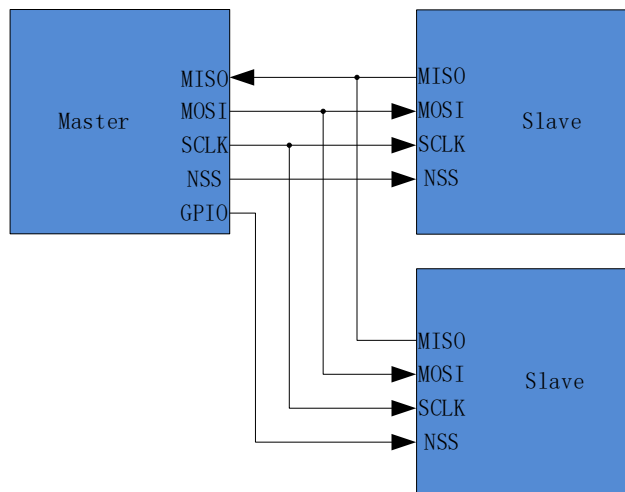 Master
MISO
MOSI
SCLK
NSS
GPIO
MISO
MOSI
SCLK
NSS
Slave
MISO
MOSI
SCLK
NSS
Slave